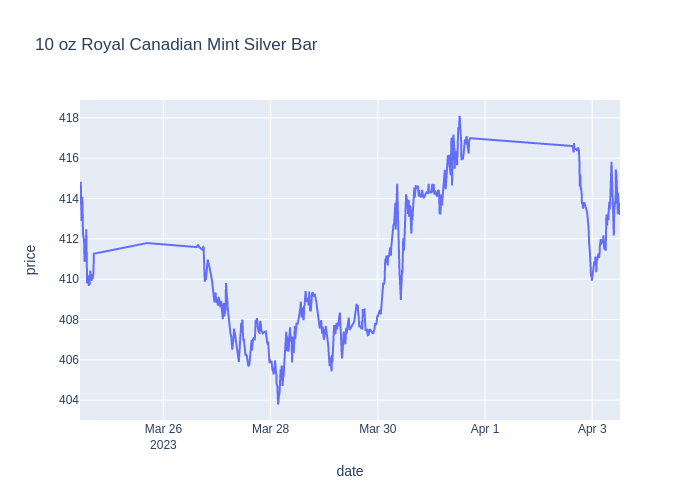 10 oz Royal Canadian Mint Silver Bar
418
416
414
412
410
408
406
404
price
Mar 26
2023
Mar 28
Mar 30
Apr 1
Apr 3
date